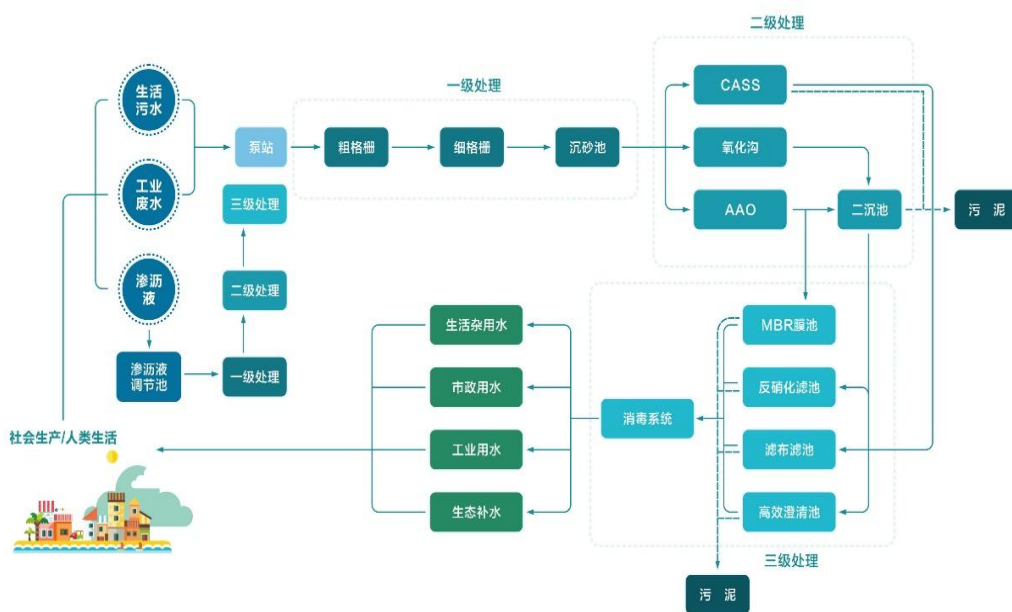 二级处理
一级处理
生活
污水
CASS
泵站
粗格栅
细格栅
沉砂池
氧化沟
工业
废水
三级处理
AAO
二沉池
污 泥
渗沥
液
二级处理
生活杂用水
MBR膜池
渗沥液
调节池
一级处理
市政用水
反硝化滤池
消毒系统
社会生产/人类生活
工业用水
滤布滤池
生态补水
高效澄清池
三级处理
污 泥